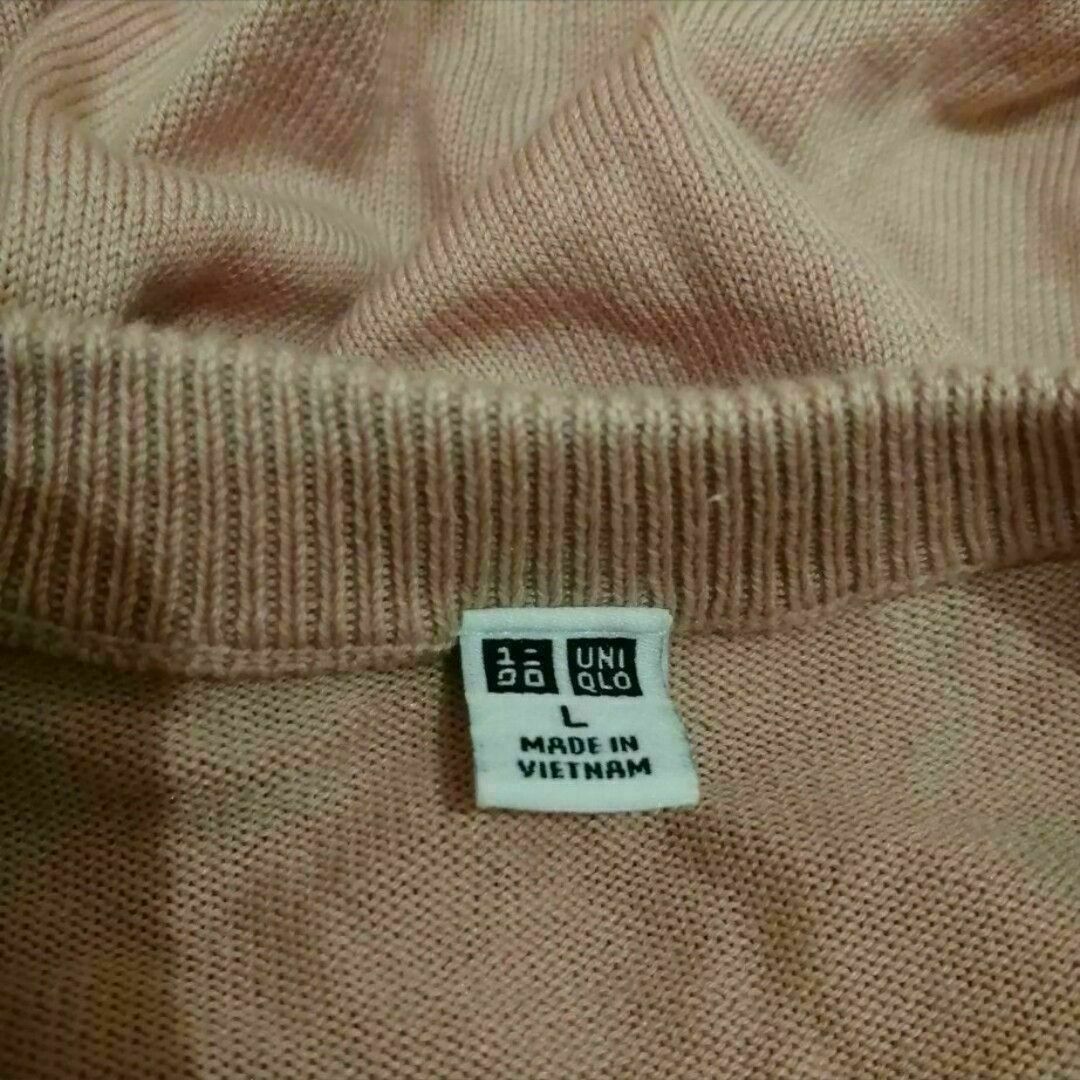 ユニ UNI
クロ QLO
L
MADE IN
VIETNAM